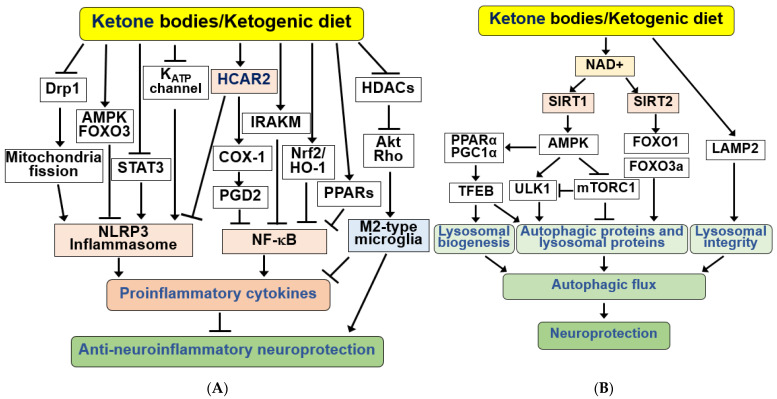 Ketone bodies/Ketogenic diet
Drp1
K_ATP
channel
HCAR2
HDACs
AMPK
FOXO3
IRAKM
Mitochondria
fission
STAT3
COX-1
Nrf2/
HO-1
Akt
Rho
PGD2
PPARs
NLRP3
Inflammasome
NF-κB
M2-type
microglia
Proinflammatory cytokines
Anti-neuroinflammatory neuroprotection
(A)
Ketone bodies/Ketogenic diet
NAD+
SIRT1
SIRT2
PPARα
PGC1α
AMPK
FOXO1
LAMP2
FOXO3a
TFEB
ULK1
mTORC1
Lysosomal
biogenesis
Autophagic proteins and
lysosomal proteins
Lysosomal
integrity
Autophagic flux
Neuroprotection
(B)